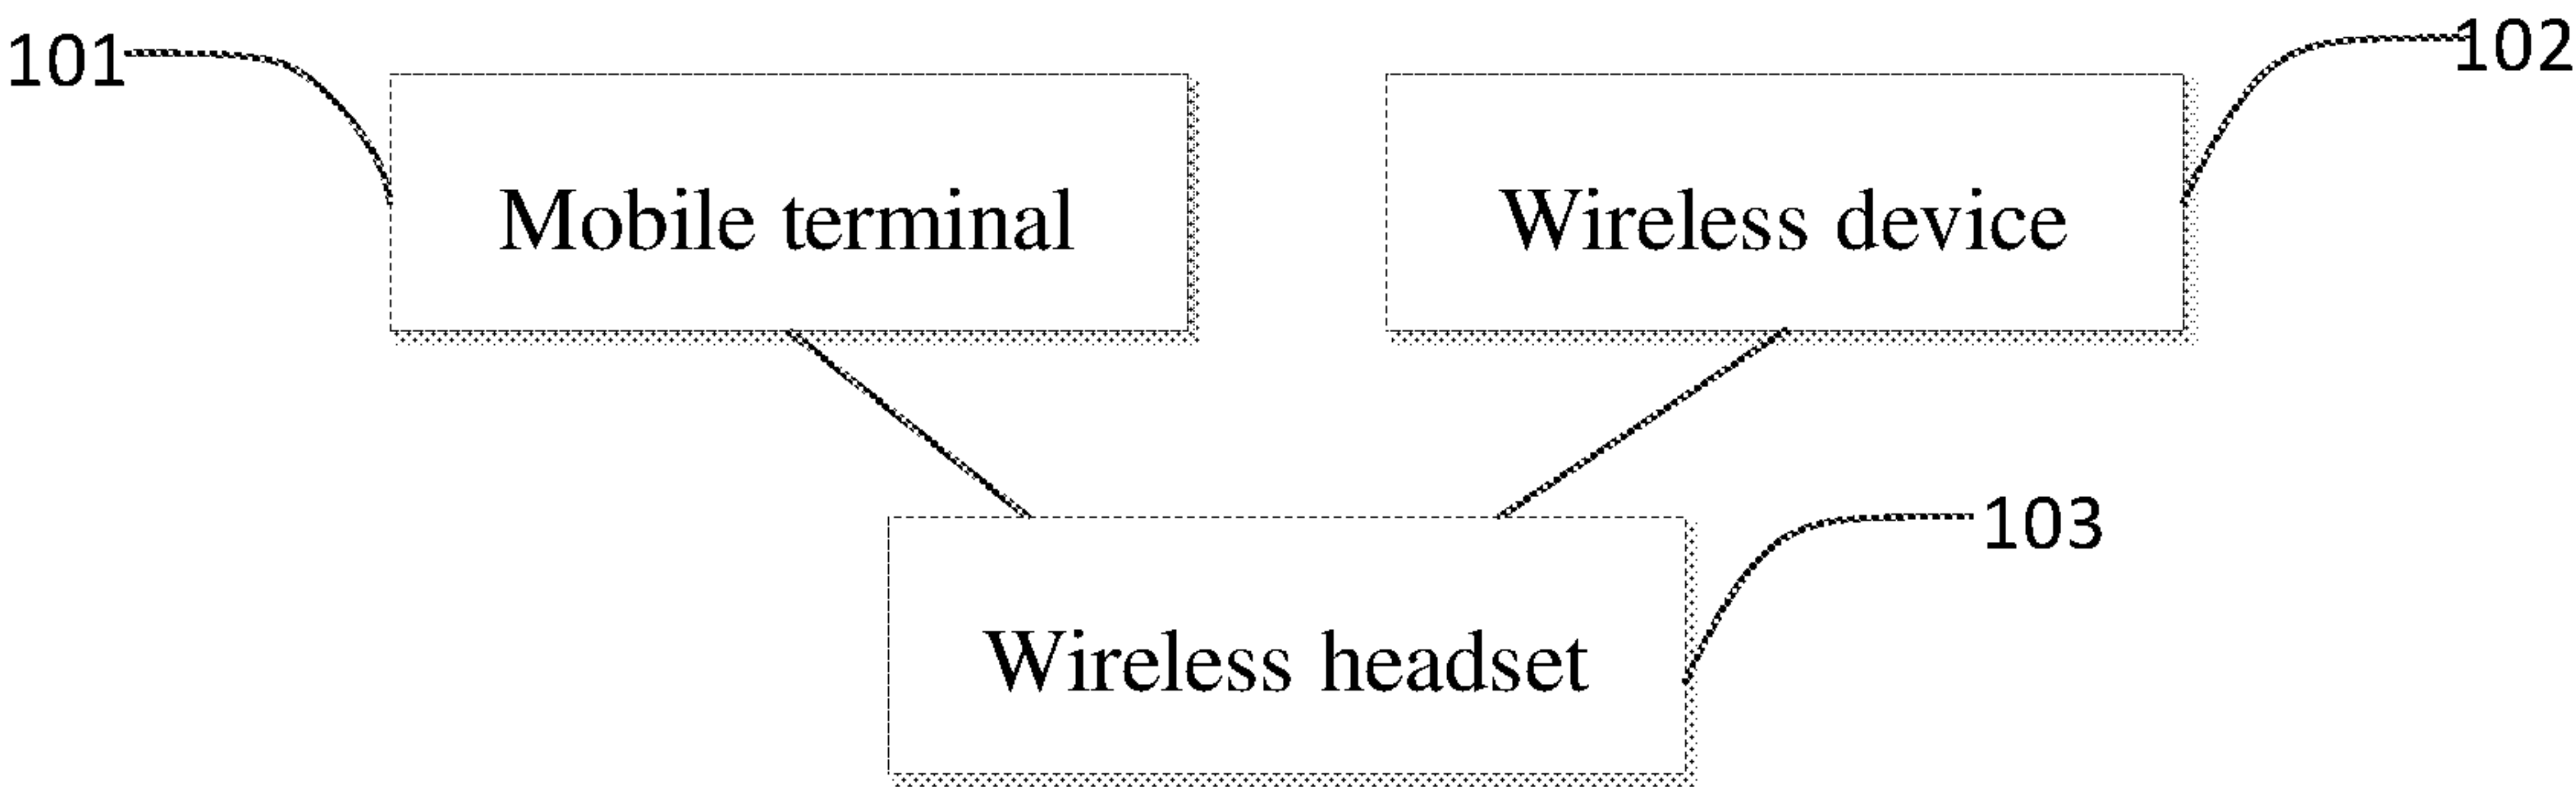 101
102
Mobile terminal
Wireless device
103
Wireless headset